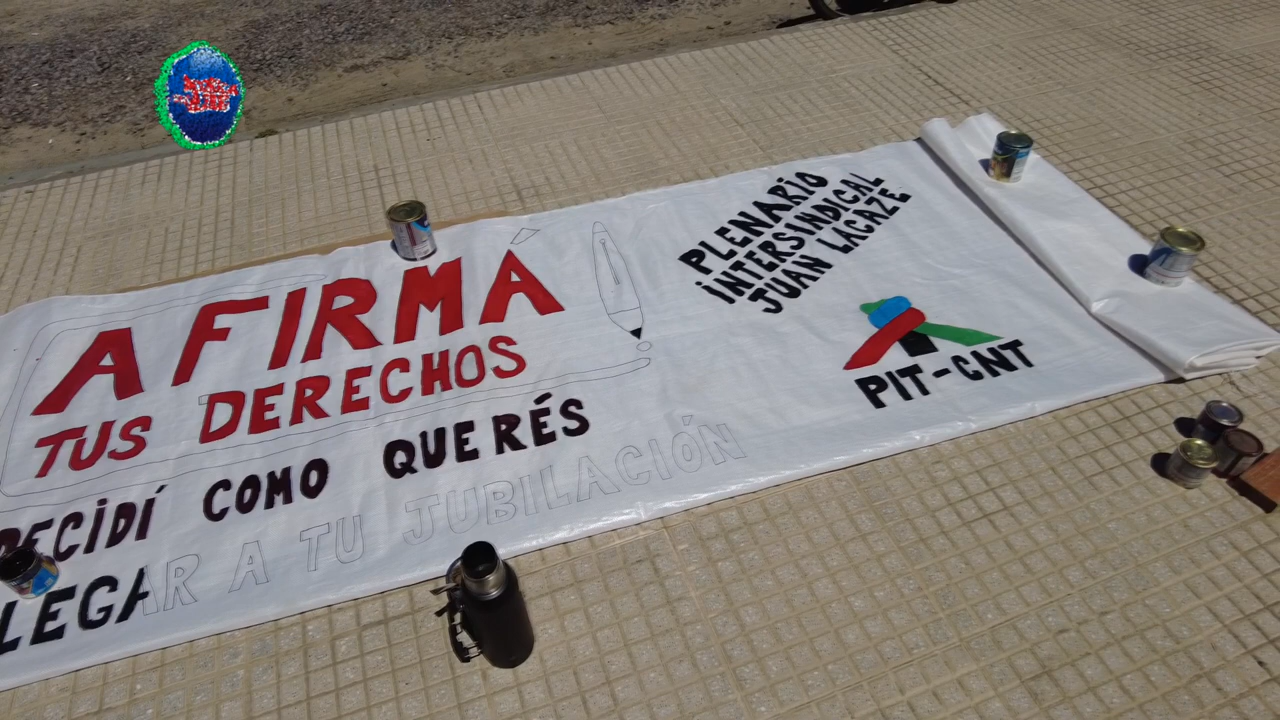 AFIRMÁ
TUS DERECHOS
DECIDÍ COMO QUERÉS
LLEGAR A TU JUBILACIÓN
PLENARIO
INTERSINDICAL
JUAN LACAZE
PIT-CNT